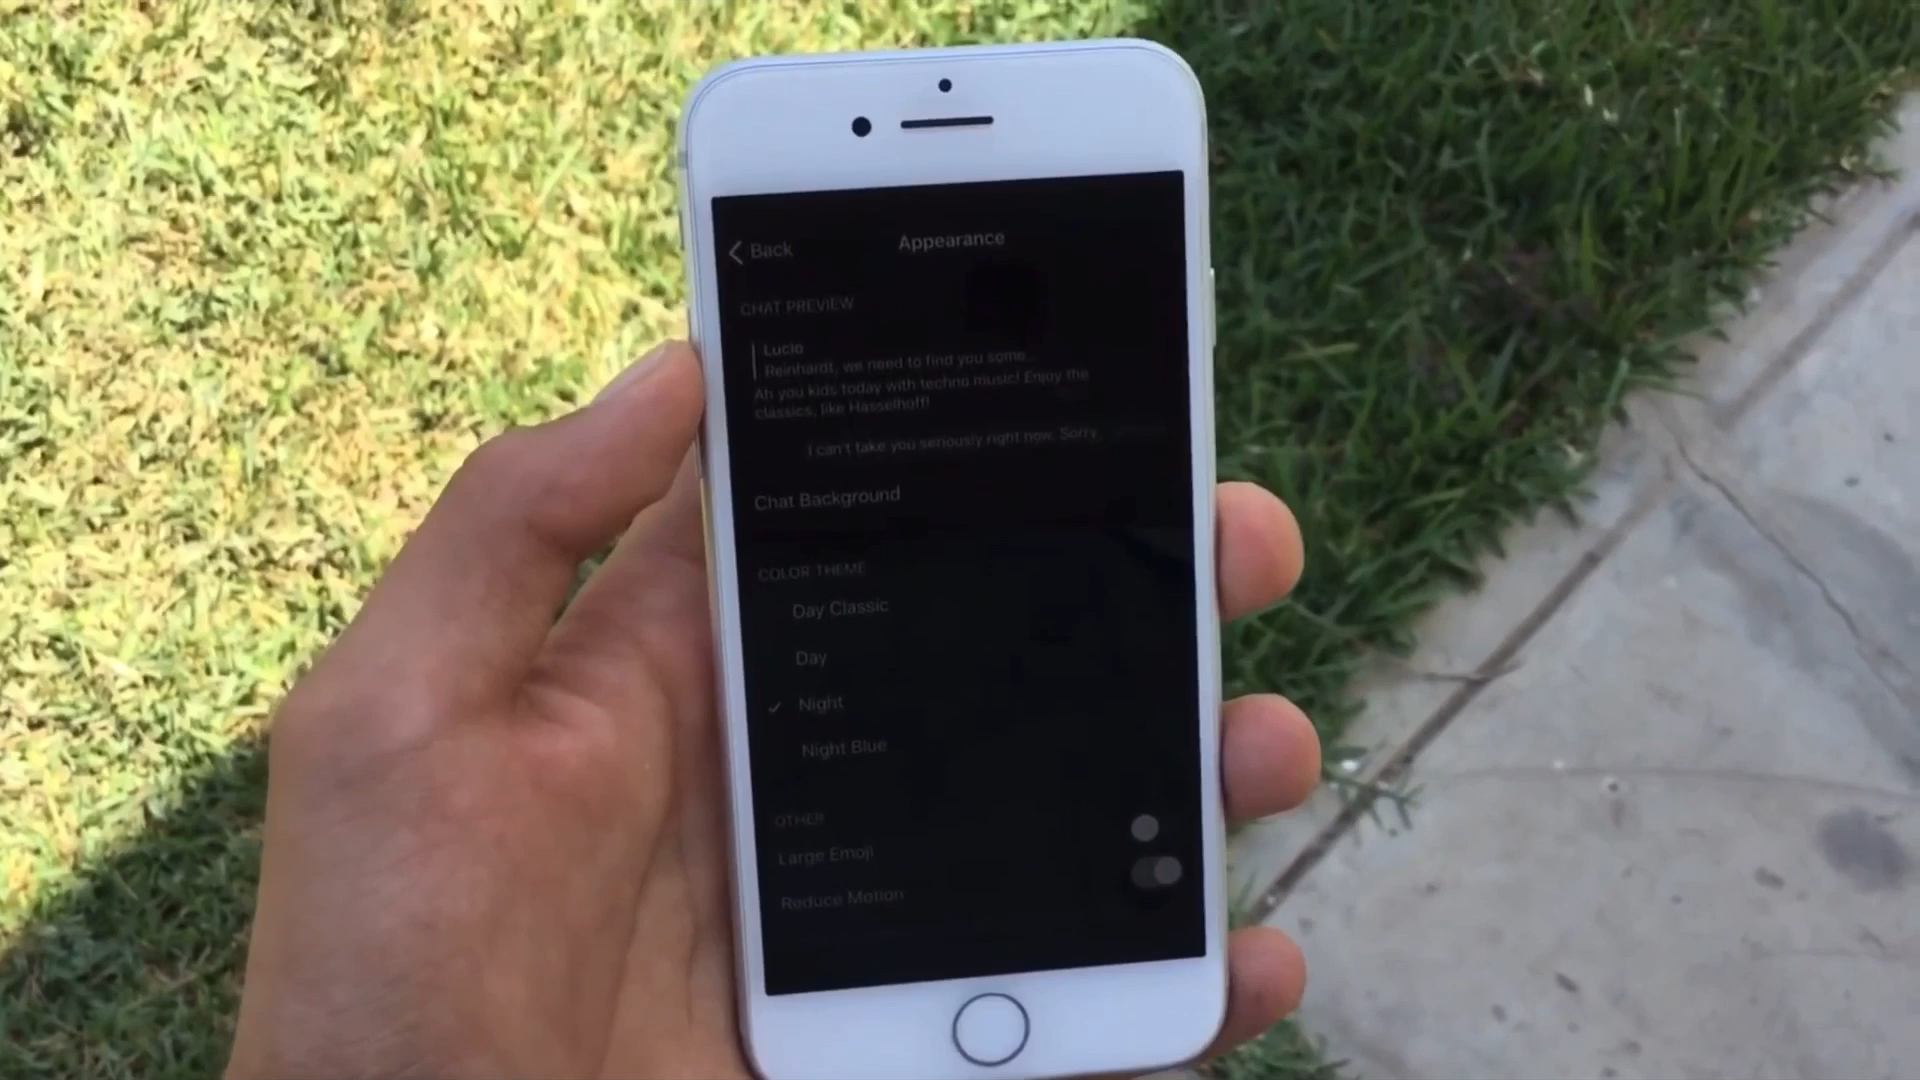 Back
Appearance
CHAT PREVIEW
Lucio
Reinhardt, we need to find you some...
Ah you kids today with techno music! Enjoy the
classics, like Hasselhoff!
I can't take you seriously right now. Sorry.
Chat Background
COLOR THEME
Day Classic
Day
Night
Night Blue
OTHER
Large Emoji
Reduce Motion